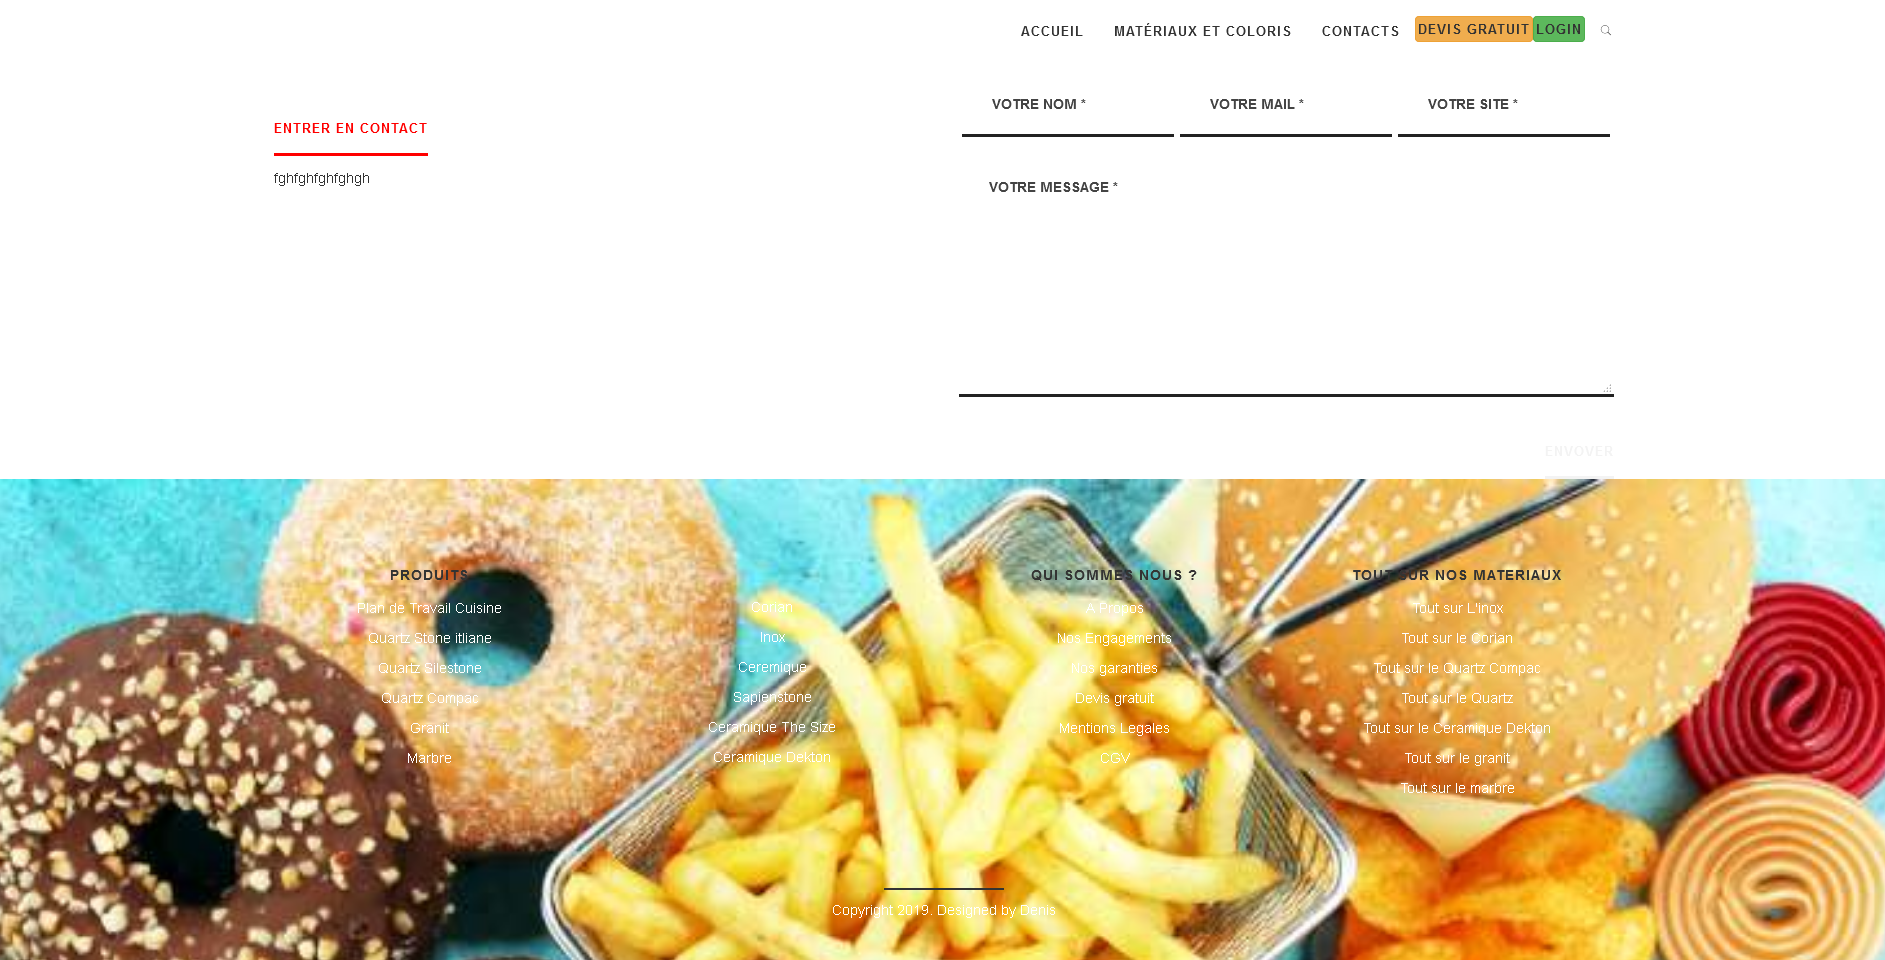 ACCUEIL MATÉRIAUX ET COLORIS CONTACTS DEVIS GRATUIT LOGIN
ENTRER EN CONTACT
fghfghfghfghgh
VOTRE NOM * VOTRE MAIL * VOTRE SITE *
VOTRE MESSAGE *
ENVOYER
PRODUITS
Plan de Travail Cuisine
Quartz Stone itliane
Quartz Silestone
Quartz Compac
Granit
Marbre
Corian
Inox
Ceremique
Sapienstone
Ceramique The Size
Céramique Dekton
QUI SOMMES NOUS ?
A Propos
Nos Engagements
Nos garanties
Devis gratuit
Mentions Legales
CGV
TOUT SUR NOS MATERIAUX
Tout sur L'inox
Tout sur le Corian
Tout sur le Quartz Compac
Tout sur le Quartz
Tout sur le Céramique Dekton
Tout sur le granit
Tout sur le marbre
Copyright 2019. Designed by Denis